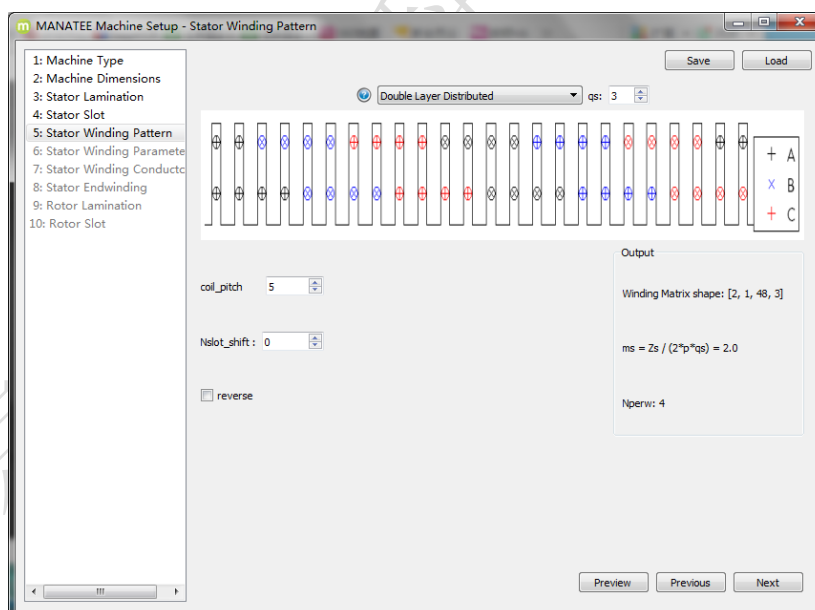 MANATEE Machine Setup - Stator Winding Pattern
1: Machine Type
2: Machine Dimensions
3: Stator Lamination
4: Stator Slot
5: Stator Winding Pattern
6: Stator Winding Paramete
7: Stator Winding Conductc
8: Stator Endwinding
9: Rotor Lamination
10: Rotor Slot
Save
Load
Double Layer Distributed
qs: 3
A
B
C
coil_pitch 5
Nslot_shift : 0
reverse
Output
Winding Matrix shape: [2, 1, 48, 3]
ms = Zs / (2*p*qs) = 2.0
Nperw: 4
Preview
Previous
Next